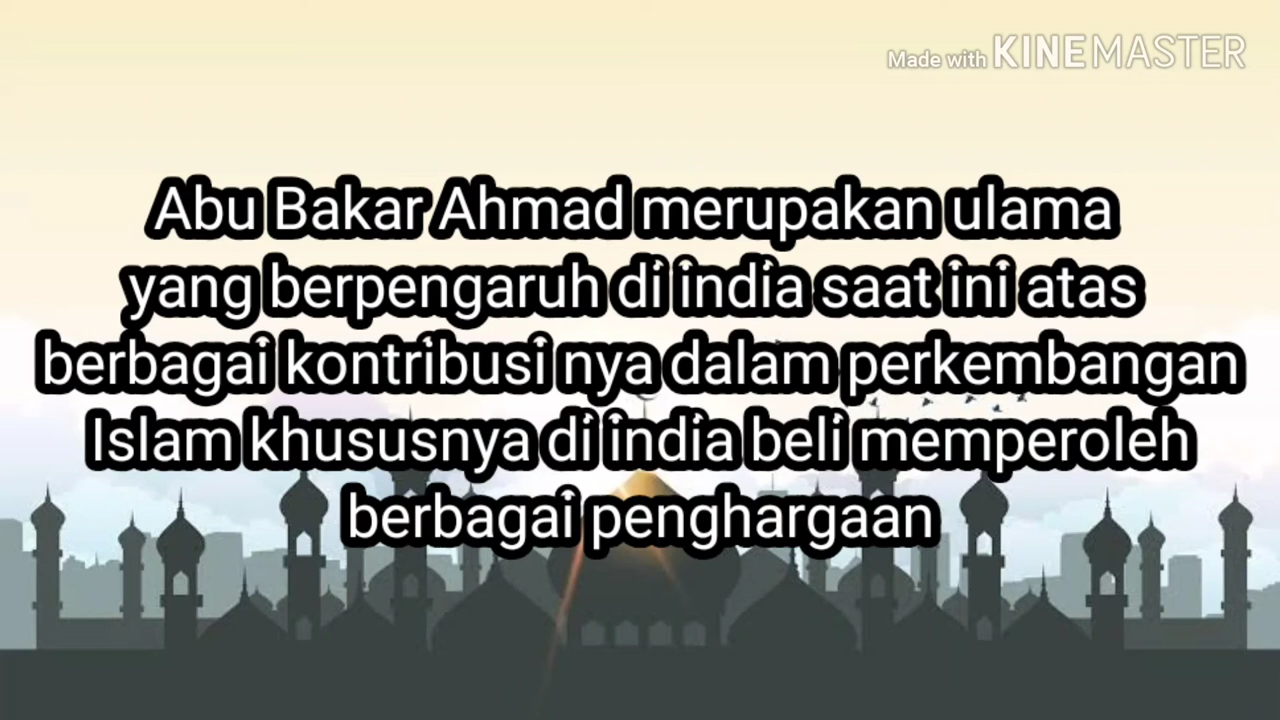 Made with KINEMASTER
Abu Bakar Ahmad merupakan ulama
yang berpengaruh di india saat ini atas
berbagai kontribusi nya dalam perkembangan
Islam khususnya di india beli memperoleh
berbagai penghargaan